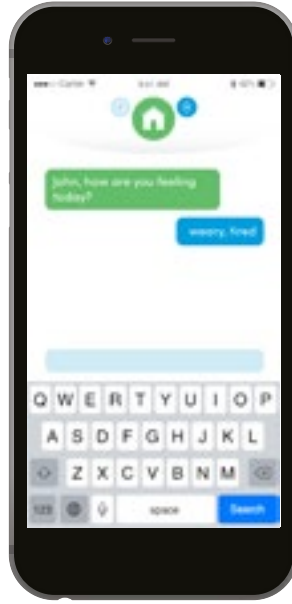 John, how are you feeling
today?
weary, tired
Q W E R T Y U I O P
A S D F G H J K L
Z X C V B N M
123 space Search